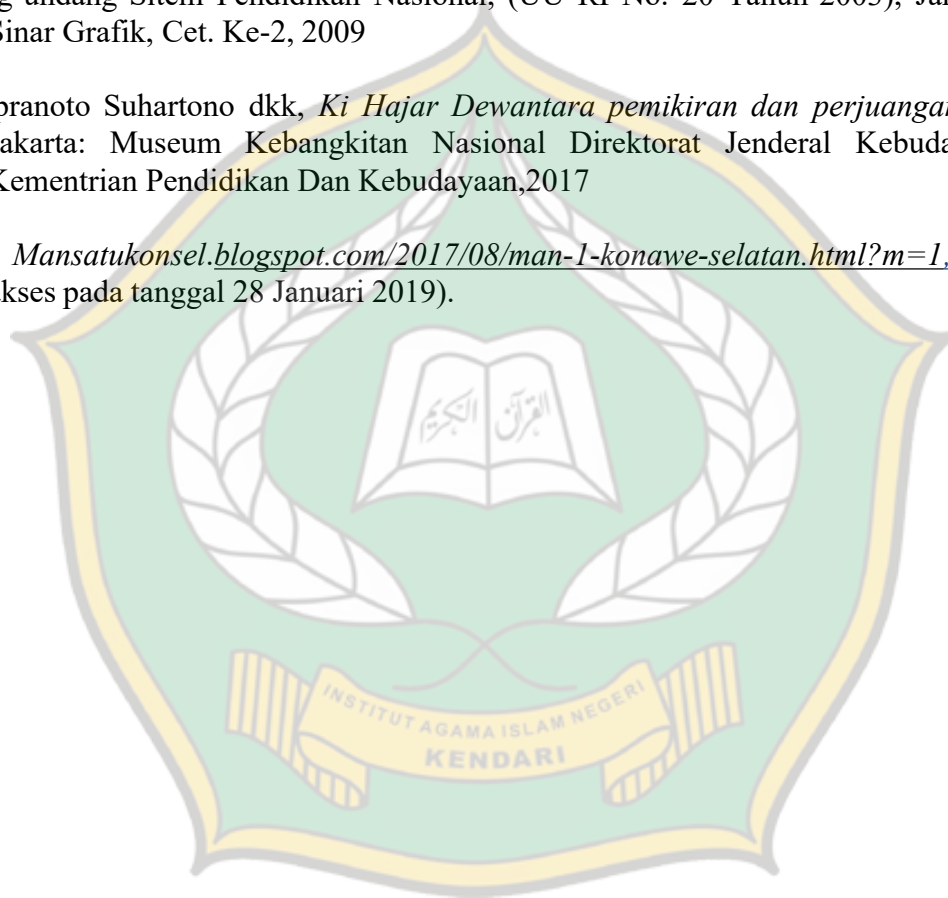 undang Sitem Pendidikan Nasional, (UU RI No. 20 Tahun 2003),
Sinar Grafik, Cet. Ke-2, 2009
pranoto Suhartono dkk, Ki Hajar Dewantara pemikiran dan perjuangan
akarta: Museum Kebangkitan Nasional Direktorat Jenderal Kebuda
Kementrian Pendidikan Dan Kebudayaan,2017
Mansatukonsel.blogspot.com/2017/08/man-1-konawe-selatan.html?m=1,
kses pada tanggal 28 Januari 2019).
القرآن الكريم
INSTITUT AGAMA ISLAM NEGERI
KENDARI